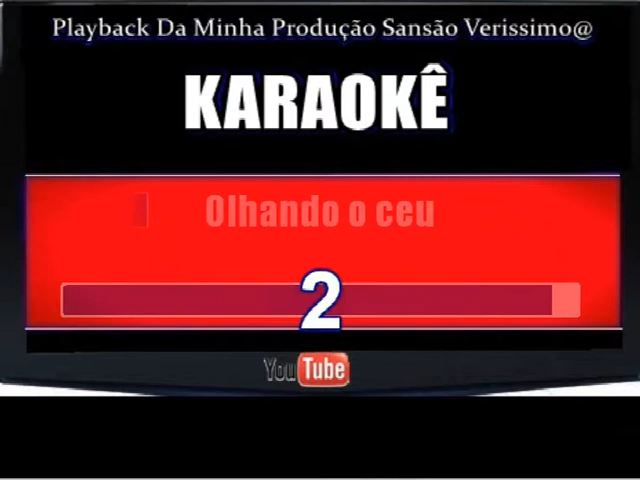 Playback Da Minha Produção Sansão Verissimo@
KARAOKÊ
Olhando o ceu
2
YouTube